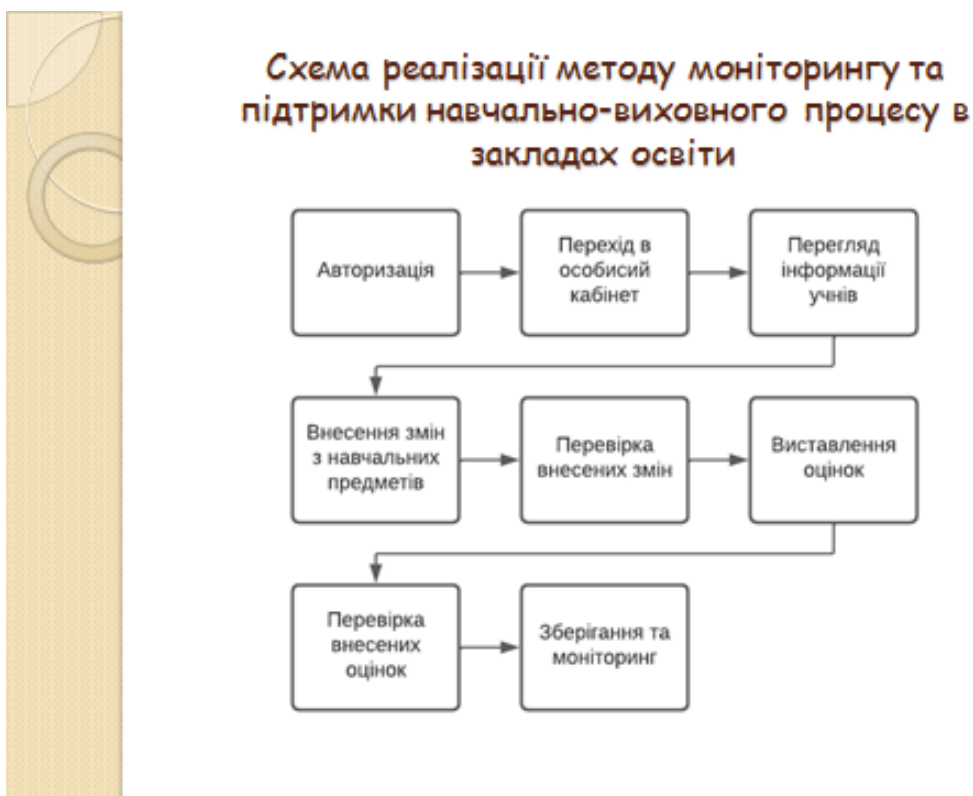 Схема реалізації методу моніторингу та
підтримки навчально-виховного процесу в
закладах освіти
Авторизація
Перехід в
особисий
кабінет
Перегляд
інформації
учнів
Внесення змін
з навчальних
предметів
Перевірка
внесених змін
Виставлення
оцінок
Перевірка
внесених
оцінок
Зберігання та
моніторинг